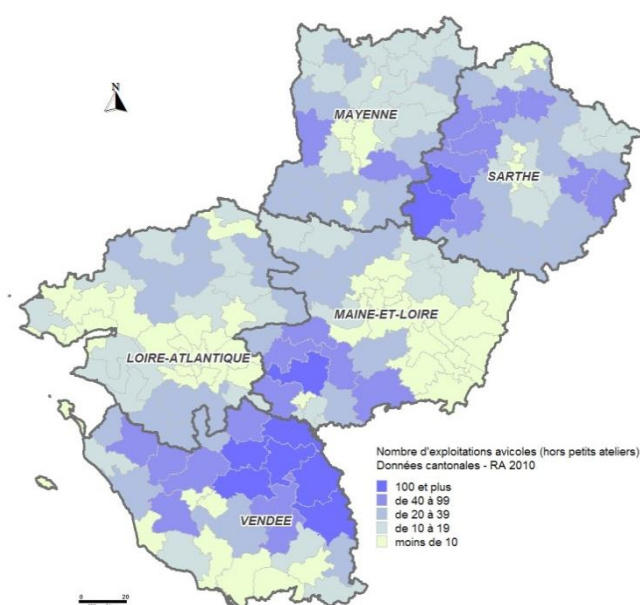 N
MAYENNE
SARTHE
MAINE-ET-LOIRE
LOIRE-ATLANTIQUE
VENDEE
Nombre d'exploitations avicoles (hors petits ateliers)
Données cantonales - RA 2010
100 et plus
de 40 à 99
de 20 à 39
de 10 à 19
moins de 10
0 20